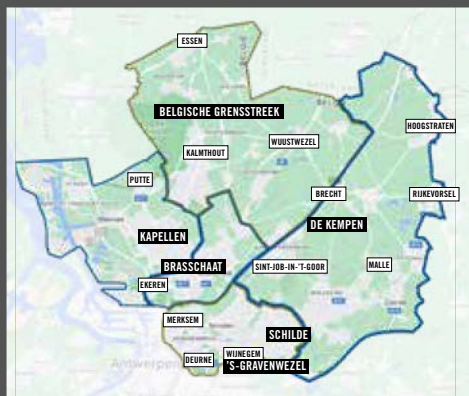 ESSEN
BELGISCHE GRENSSTREEK
HOOGSTRATEN
WUUSTWEZEL
KALMTHOUT
PUTTE
BRECHT
RIJKEVORSEL
DE KEMPEN
KAPELLEN
BRASSCHAAT
SINT-JOB-IN-'T-GOOR
MALLE
EKEREN
MERKSEM
SCHILDE
WIJNEGEM
DEURNE
'S-GRAVENWEZEL
Antwerpen